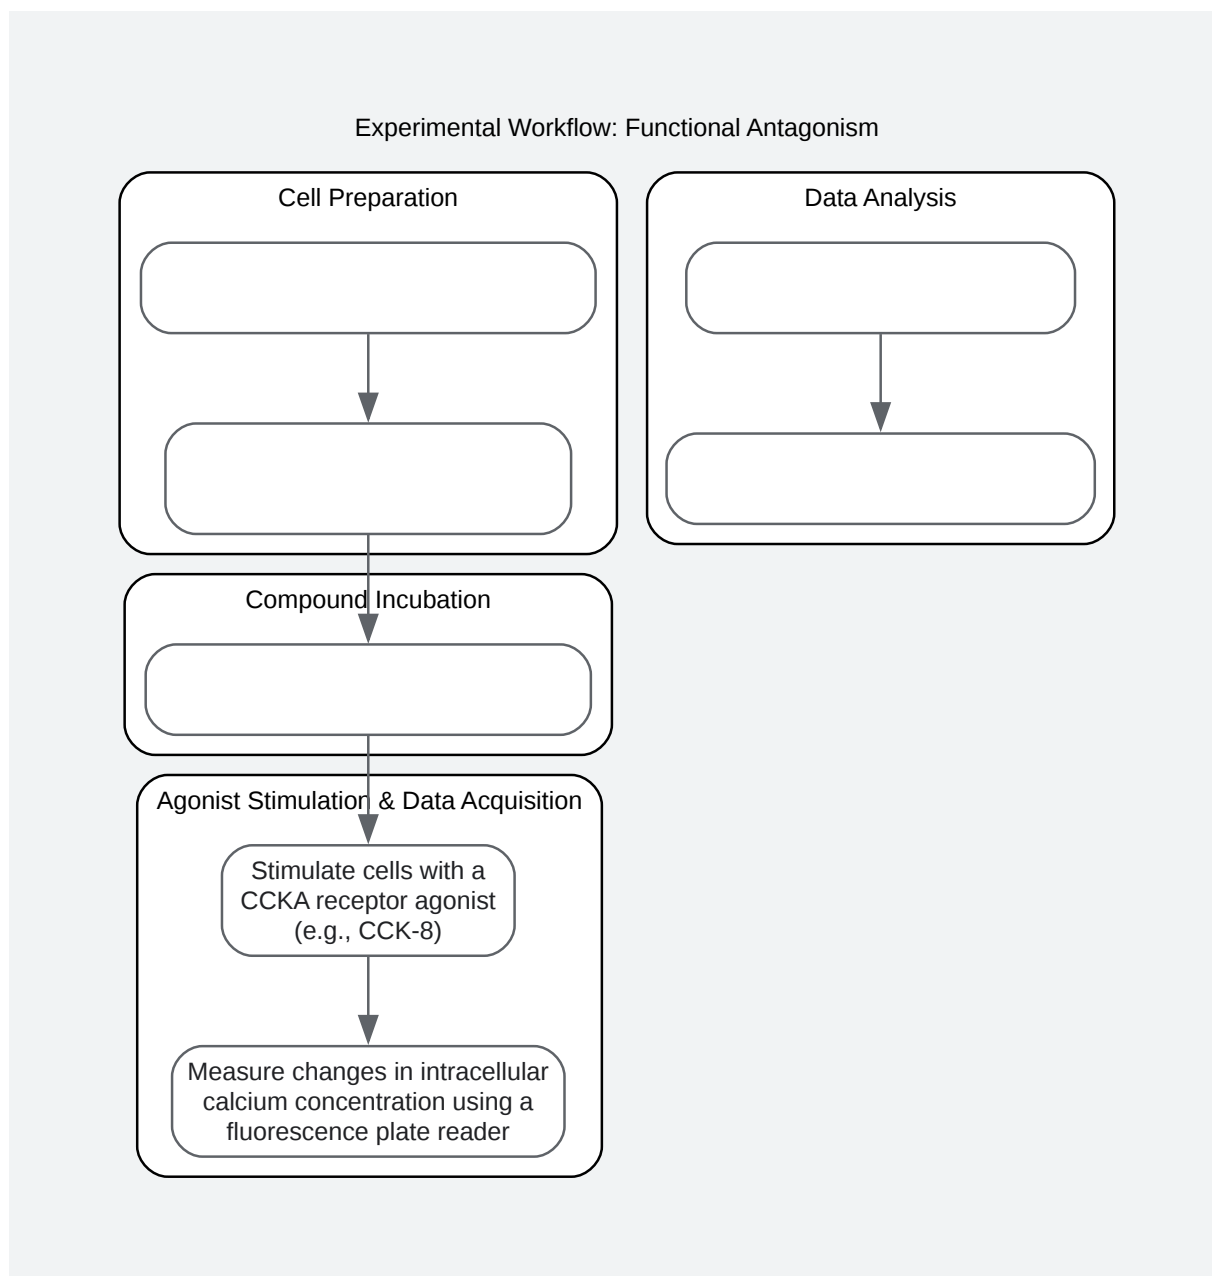 Experimental Workflow: Functional Antagonism
Cell Preparation
Data Analysis
Compound Incubation
Agonist Stimulation & Data Acquisition
Stimulate cells with a
CCKA receptor agonist
(e.g., CCK-8)
Measure changes in intracellular
calcium concentration using a
fluorescence plate reader